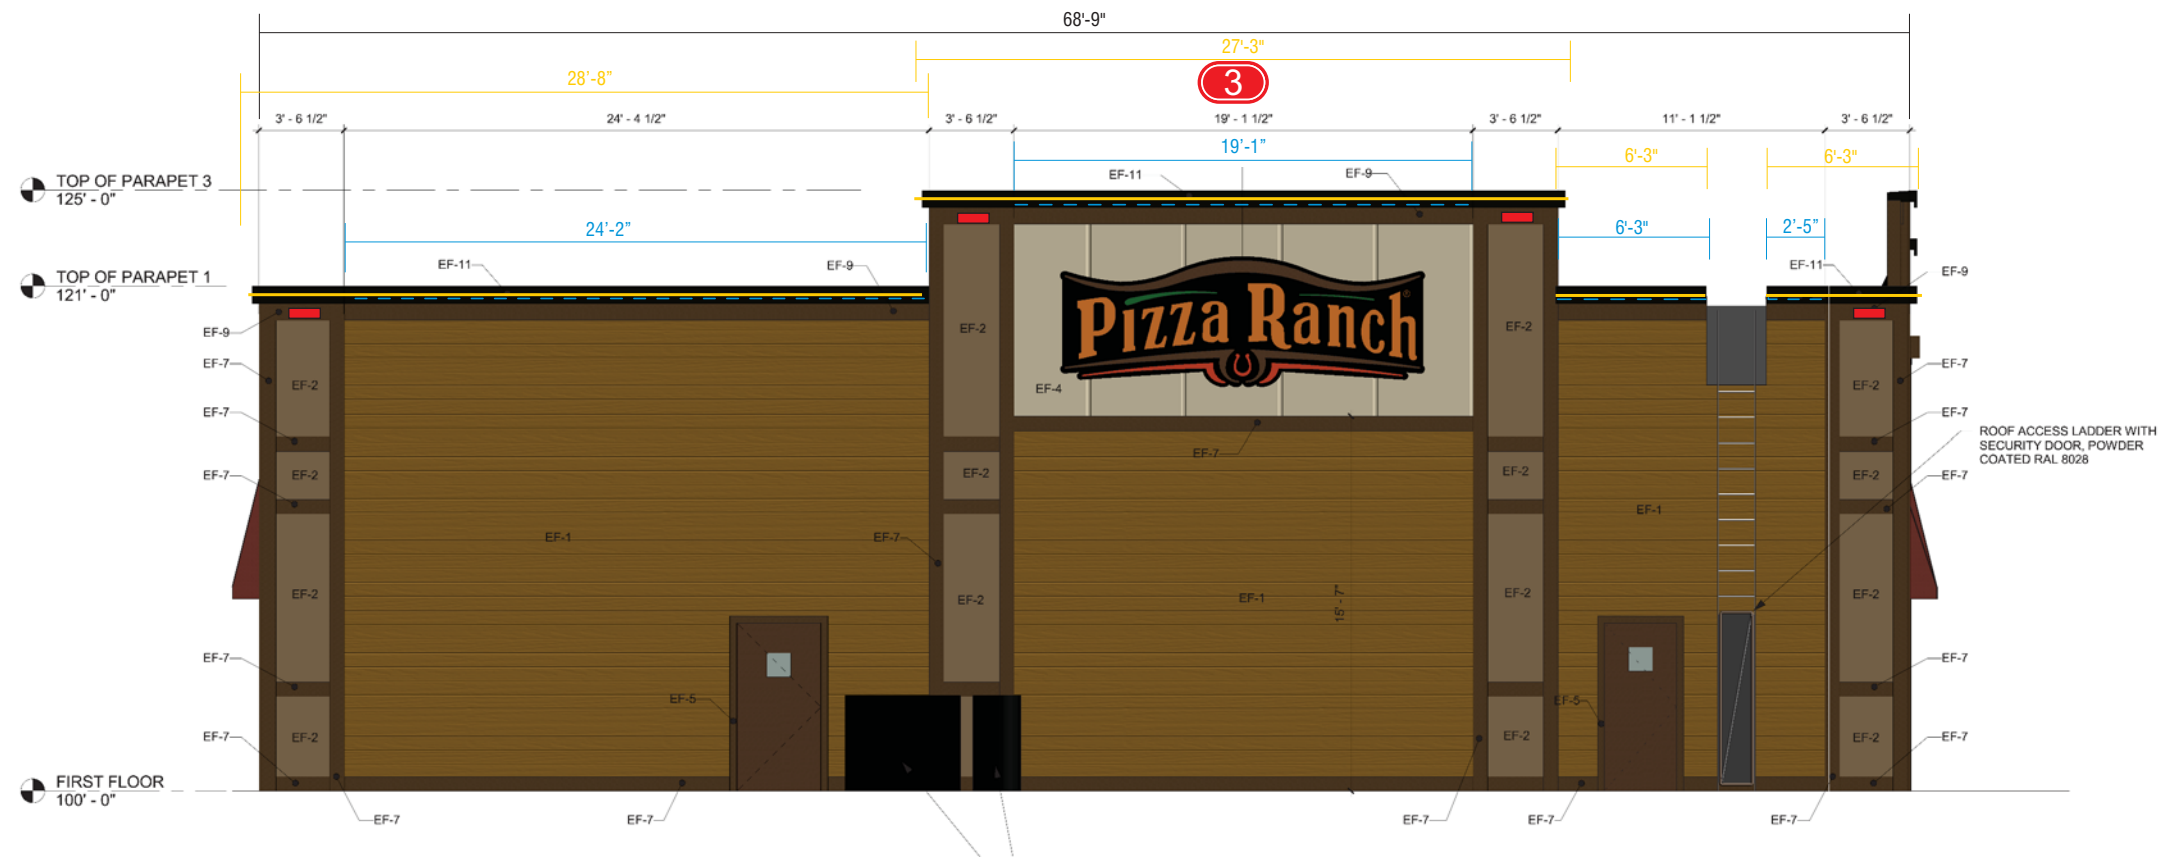 68'-9"
27'-3"
28'-8”
3
3' - 6 1/2"
24' - 4 1/2"
3' - 6 1/2"
19' - 1 1/2"
3' - 6 1/2"
11' - 1 1/2"
3' - 6 1/2"
19’-1”
6'-3"
6'-3"
TOP OF PARAPET 3
125' - 0"
EF-11
EF-9
24’-2”
6'-3"
2’-5”
EF-11
EF-9
EF-11
EF-9
TOP OF PARAPET 1
121' - 0"
Pizza Ranch®
EF-9
EF-2
EF-2
EF-7
EF-7
EF-2
EF-4
EF-2
EF-7
EF-7
ROOF ACCESS LADDER WITH
SECURITY DOOR, POWDER
COATED RAL 8028
EF-7
EF-7
EF-2
EF-2
EF-2
EF-2
EF-7
EF-1
EF-7
EF-1
EF-2
EF-2
EF-1
15' - 7"
EF-2
EF-2
EF-7
EF-7
EF-5
EF-5
EF-7
EF-2
EF-2
EF-2
EF-7
FIRST FLOOR
100' - 0"
EF-7
EF-7
EF-7
EF-7
EF-7